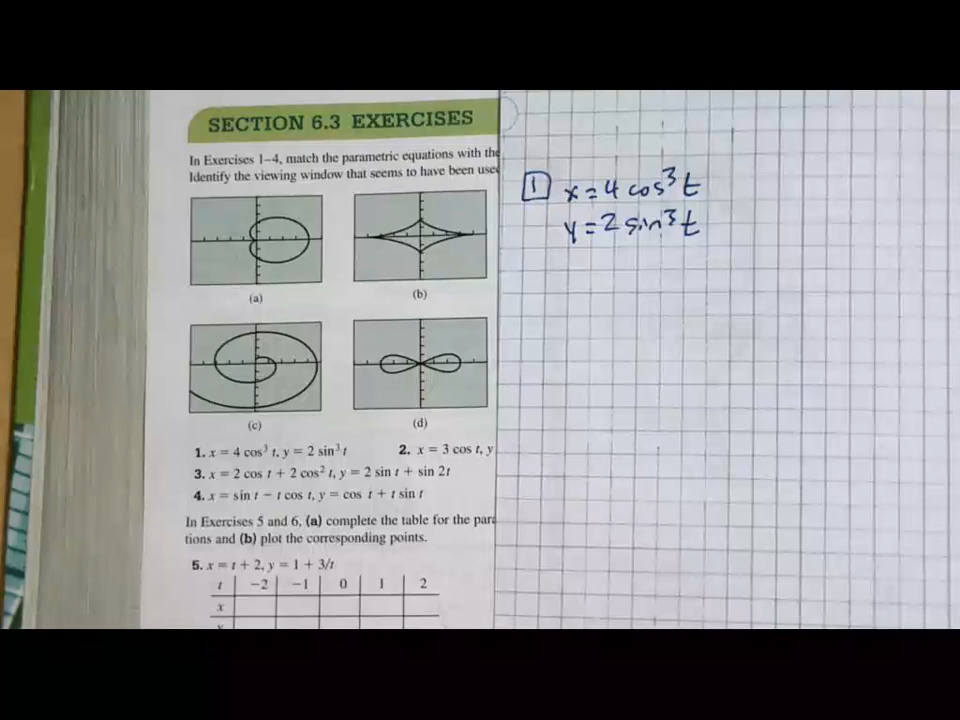 SECTION 6.3 EXERCISES
In Exercises 1–4, match the parametric equations with the
Identify the viewing window that seems to have been used
(a)
(b)
(c)
(d)
1. x = 4 cos³ t, y = 2 sin³ t
2. x = 3 cos t, y
3. x = 2 cos t + 2 cos² t, y = 2 sin t + sin 2t
4. x = sin t − t cos t, y = cos t + t sin t
In Exercises 5 and 6, (a) complete the table for the para
tions and (b) plot the corresponding points.
5. x = t + 2, y = 1 + 3/t
t −2 −1 0 1 2
x
y
1 x = 4 cos³ t
y = 2 sin³ t